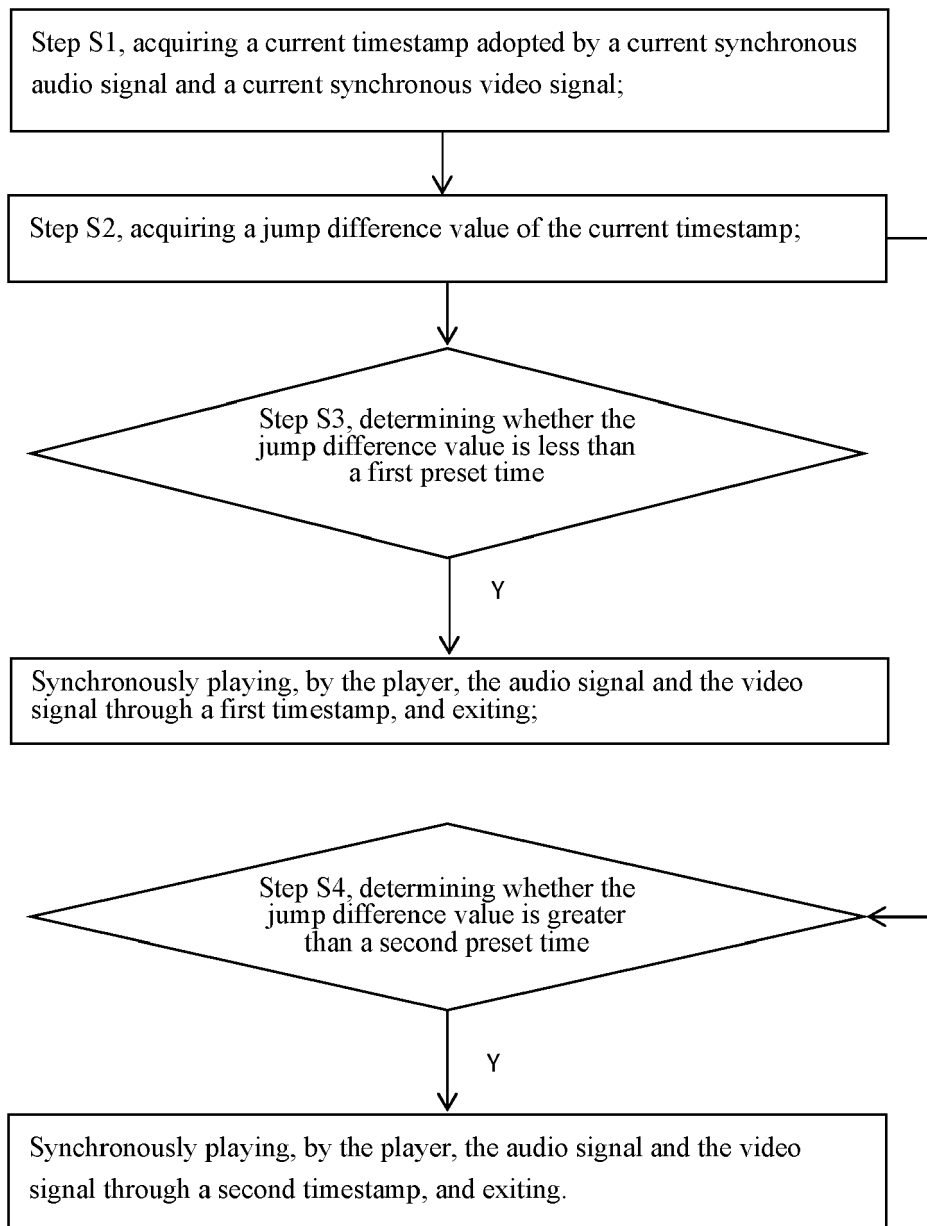 Step S1, acquiring a current timestamp adopted by a current synchronous
audio signal and a current synchronous video signal;
Step S2, acquiring a jump difference value of the current timestamp;
Step S3, determining whether the
jump difference value is less than
a first preset time
Y
Synchronously playing, by the player, the audio signal and the video
signal through a first timestamp, and exiting;
Step S4, determining whether the
jump difference value is greater
than a second preset time
Y
Synchronously playing, by the player, the audio signal and the video
signal through a second timestamp, and exiting.